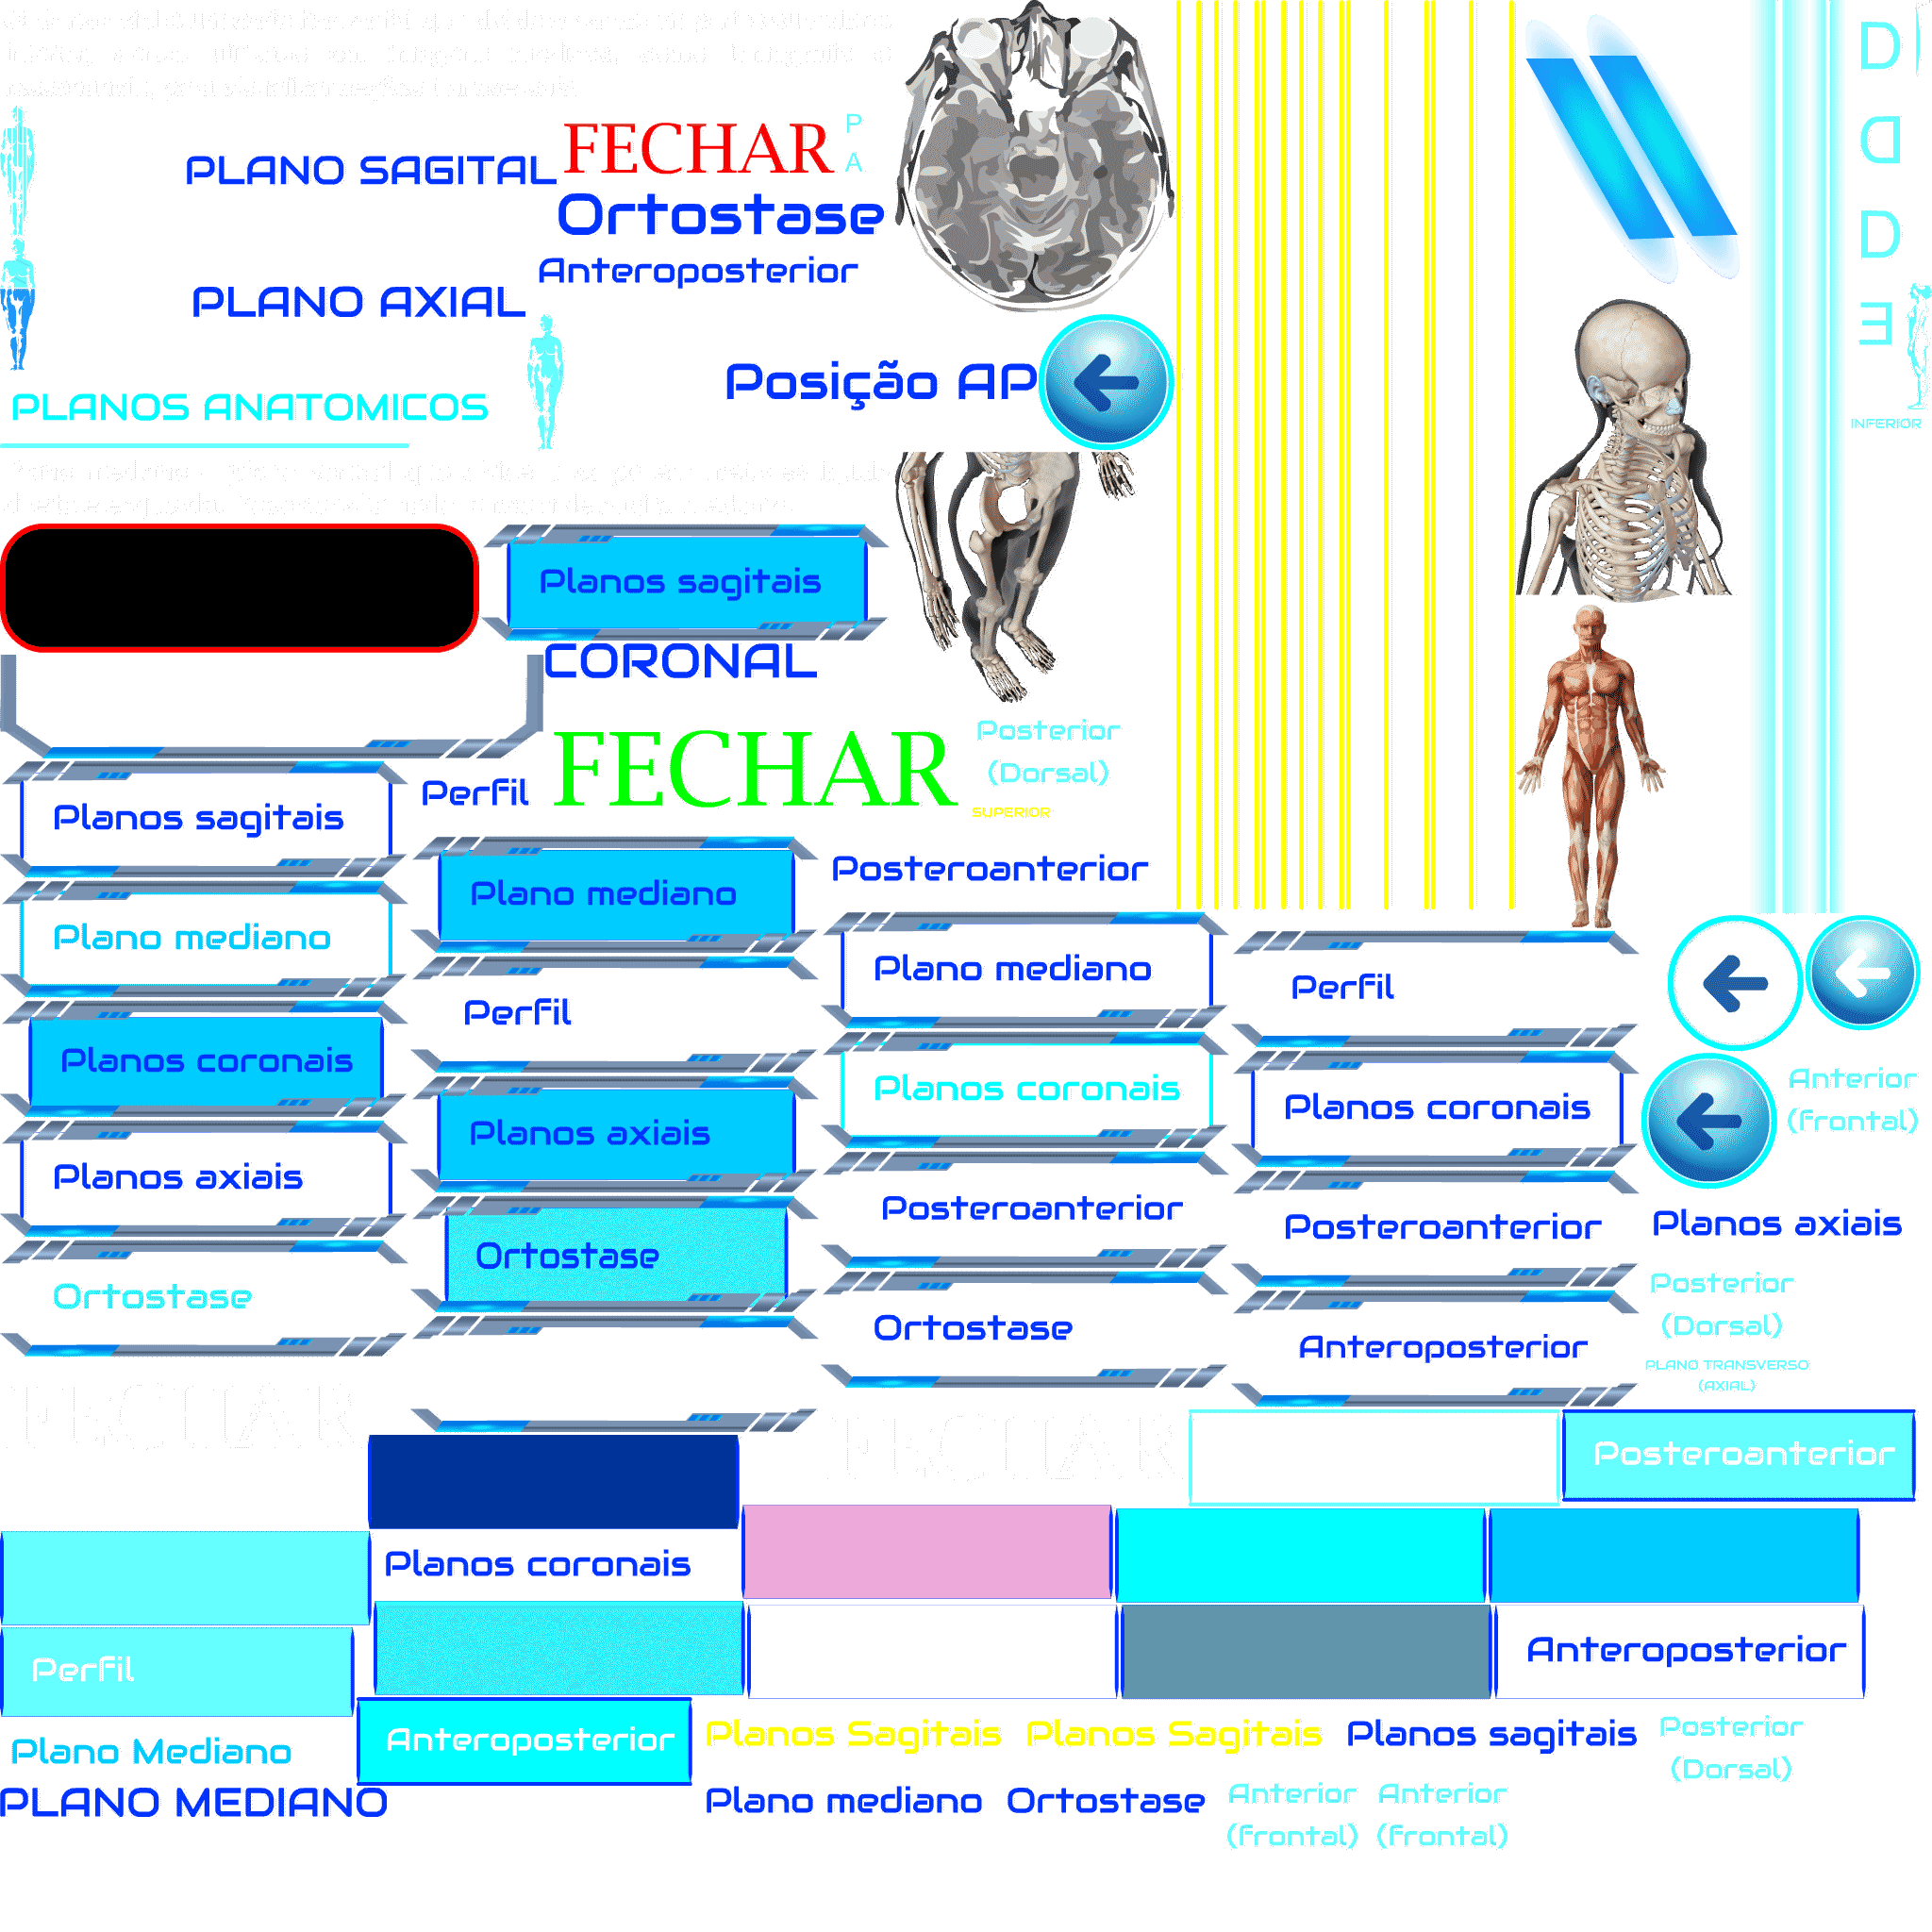 FECHAR
P
A
PLANO SAGITAL
Ortostase
Anteroposterior
PLANO AXIAL
Posição AP
PLANOS ANATOMICOS
D
D
D
E
INFERIOR
Planos sagitais
CORONAL
FECHAR
Posterior
(Dorsal)
SUPERIOR
Perfil
Planos sagitais
Plano mediano
Posteroanterior
Plano mediano
Plano mediano
Perfil
Perfil
Planos coronais
Planos coronais
Planos coronais
Anterior
(Frontal)
Planos axiais
Planos axiais
Posteroanterior
Posteroanterior
Planos axiais
Ortostase
Ortostase
Ortostase
Anteroposterior
Posterior
(Dorsal)
PLANO TRANSVERSO
(AXIAL)
FECHAR
FECHAR
Posteroanterior
Planos coronais
Perfil
Anteroposterior
Plano Mediano
Anteroposterior
Planos Sagitais
Planos Sagitais
Planos sagitais
Posterior
(Dorsal)
PLANO MEDIANO
Plano mediano
Ortostase
Anterior
(Frontal)
Anterior
(Frontal)